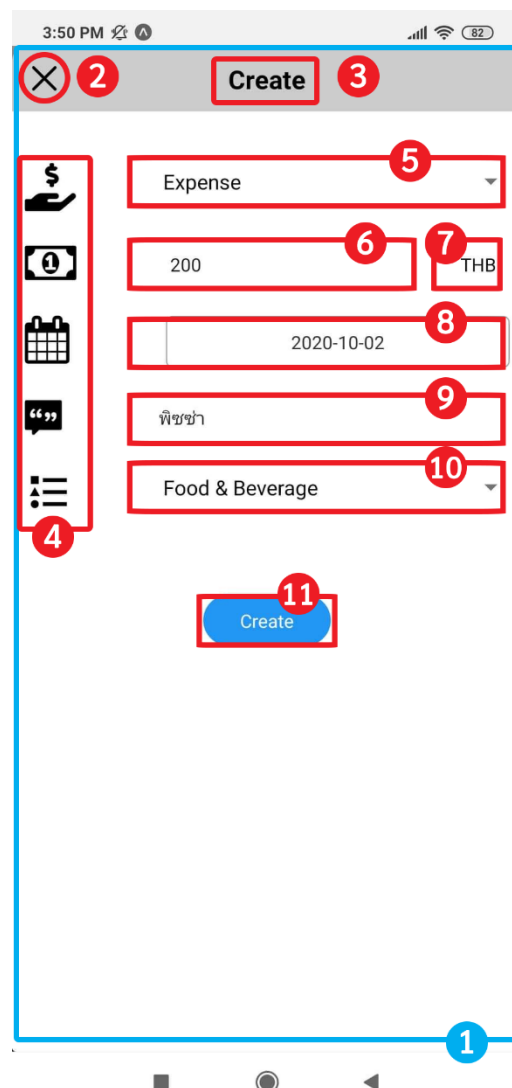 3:50 PM 82
2 Create 3
5
Expense
6 7
200 THB
8
2020-10-02
9
พิซซ่า
10
Food & Beverage
4
11
Create
1